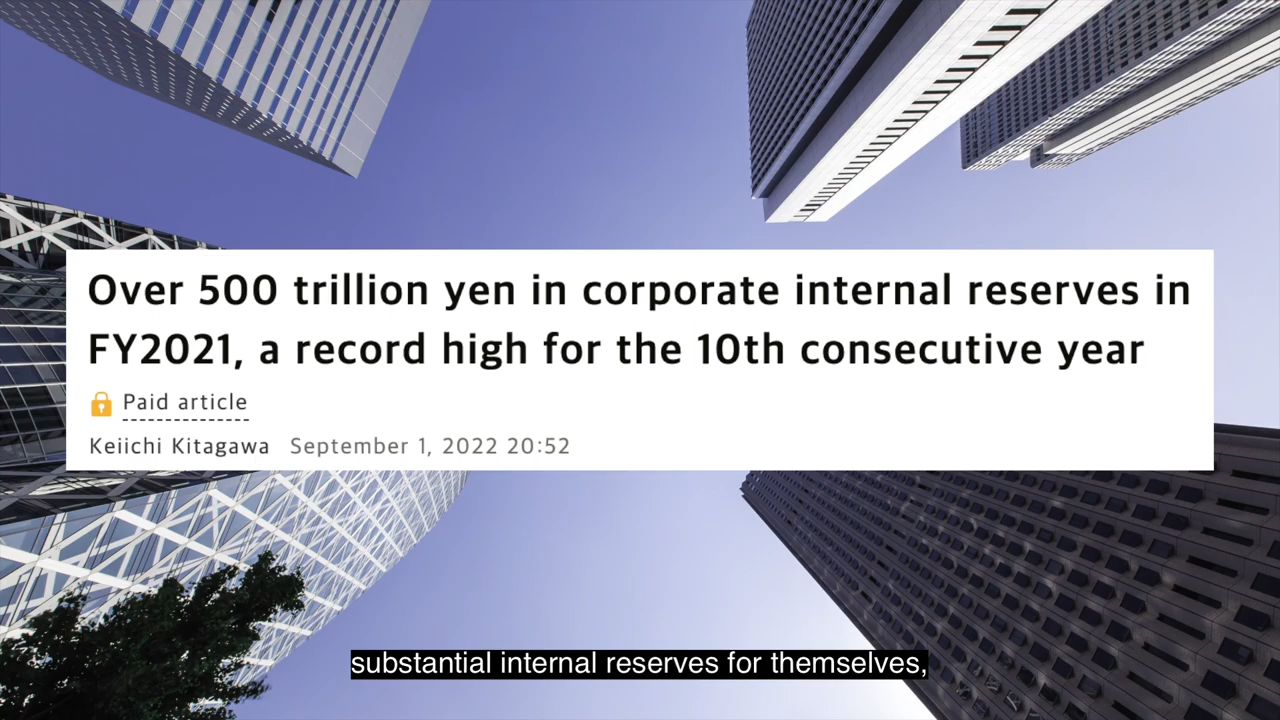 Over 500 trillion yen in corporate internal reserves in
FY2021, a record high for the 10th consecutive year
Paid article
Keiichi Kitagawa September 1, 2022 20:52
substantial internal reserves for themselves,